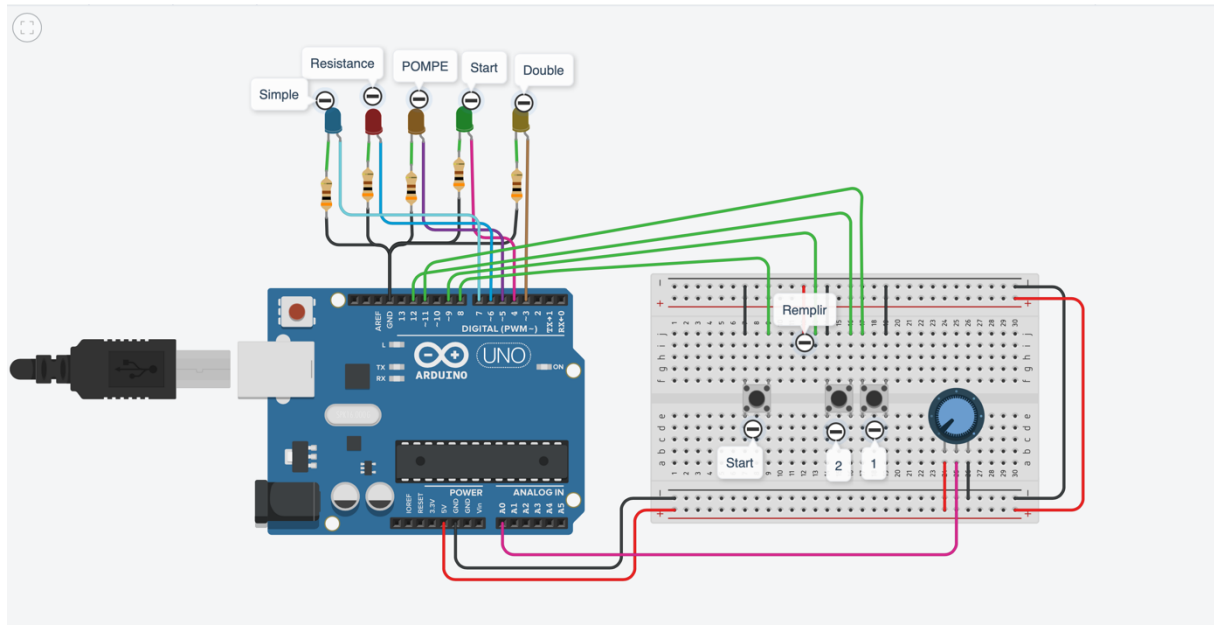 Resistance
POMPE
Start
Double
Simple
AREF
GND
13
12
~11
~10
~9
8
7
~6
~5
4
~3
2
TX→1
RX←0
DIGITAL (PWM~)
L
TX
RX
ARDUINO
UNO
ON
POWER
ANALOG IN
IOREF
RESET
3.3V
5V
GND
GND
Vin
A0
A1
A2
A3
A4
A5
Remplir
Start
2
1